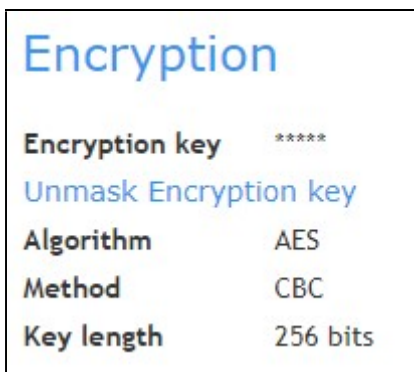 Encryption
Encryption key *****
Unmask Encryption key
Algorithm AES
Method CBC
Key length 256 bits